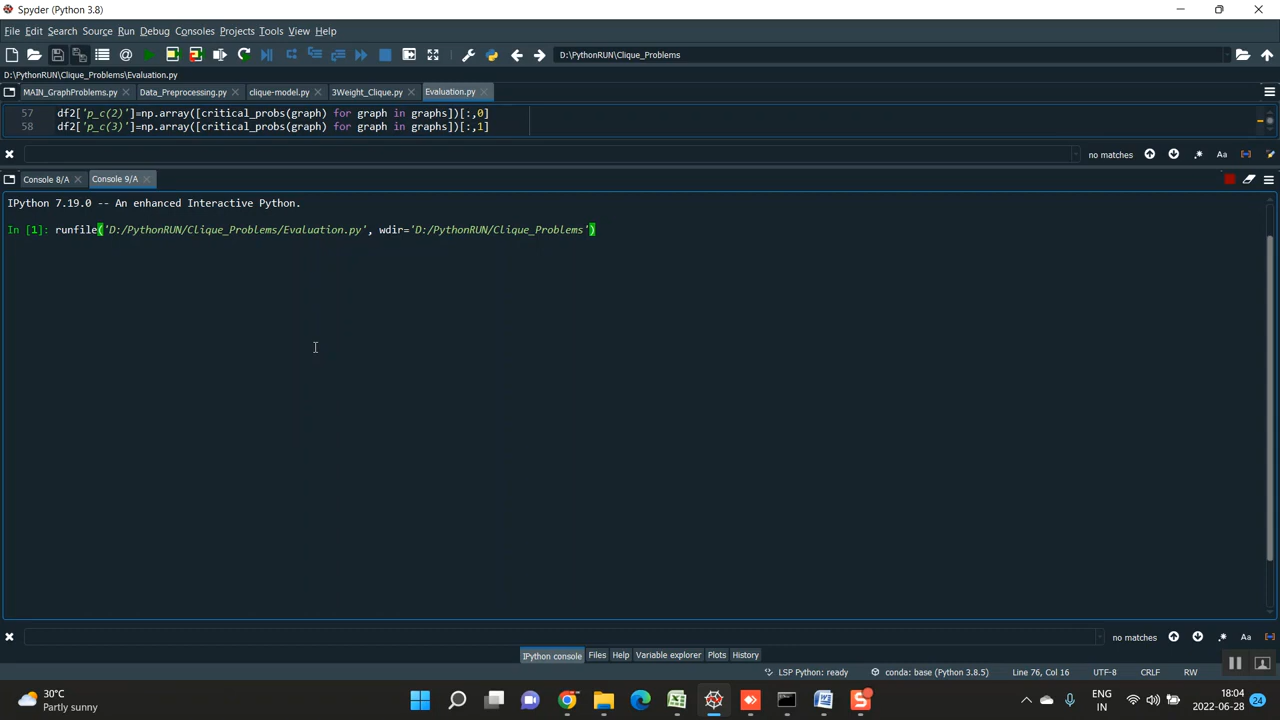 Spyder (Python 3.8)
File Edit Search Source Run Debug Consoles Projects Tools View Help
D:\PythonRUN\Clique_Problems
D:\PythonRUN\Clique_Problems\Evaluation.py
MAIN_GraphProblems.py Data_Preprocessing.py clique-model.py 3Weight_Clique.py Evaluation.py
57 df2['p_c(2)']=np.array([critical_probs(graph) for graph in graphs])[:,0]
58 df2['p_c(3)']=np.array([critical_probs(graph) for graph in graphs])[:,1]
no matches .* Aa
Console 8/A Console 9/A
IPython 7.19.0 -- An enhanced Interactive Python.
In [1]: runfile('D:/PythonRUN/Clique_Problems/Evaluation.py', wdir='D:/PythonRUN/Clique_Problems')
no matches .* Aa
IPython console Files Help Variable explorer Plots History
LSP Python: ready conda: base (Python 3.8.5) Line 76, Col 16 UTF-8 CRLF RW
30°C
Partly sunny
ENG
IN
18:04
2022-06-28
24